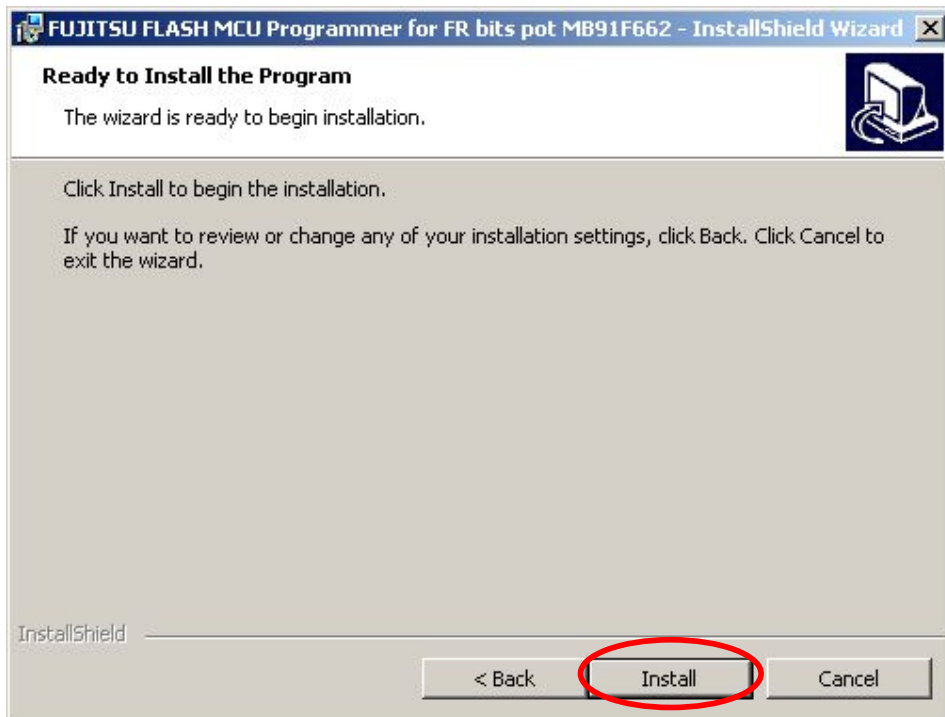 FUJITSU FLASH MCU Programmer for FR bits pot MB91F662 - InstallShield Wizard
Ready to Install the Program
The wizard is ready to begin installation.
Click Install to begin the installation.
If you want to review or change any of your installation settings, click Back. Click Cancel to
exit the wizard.
InstallShield
< Back Install Cancel